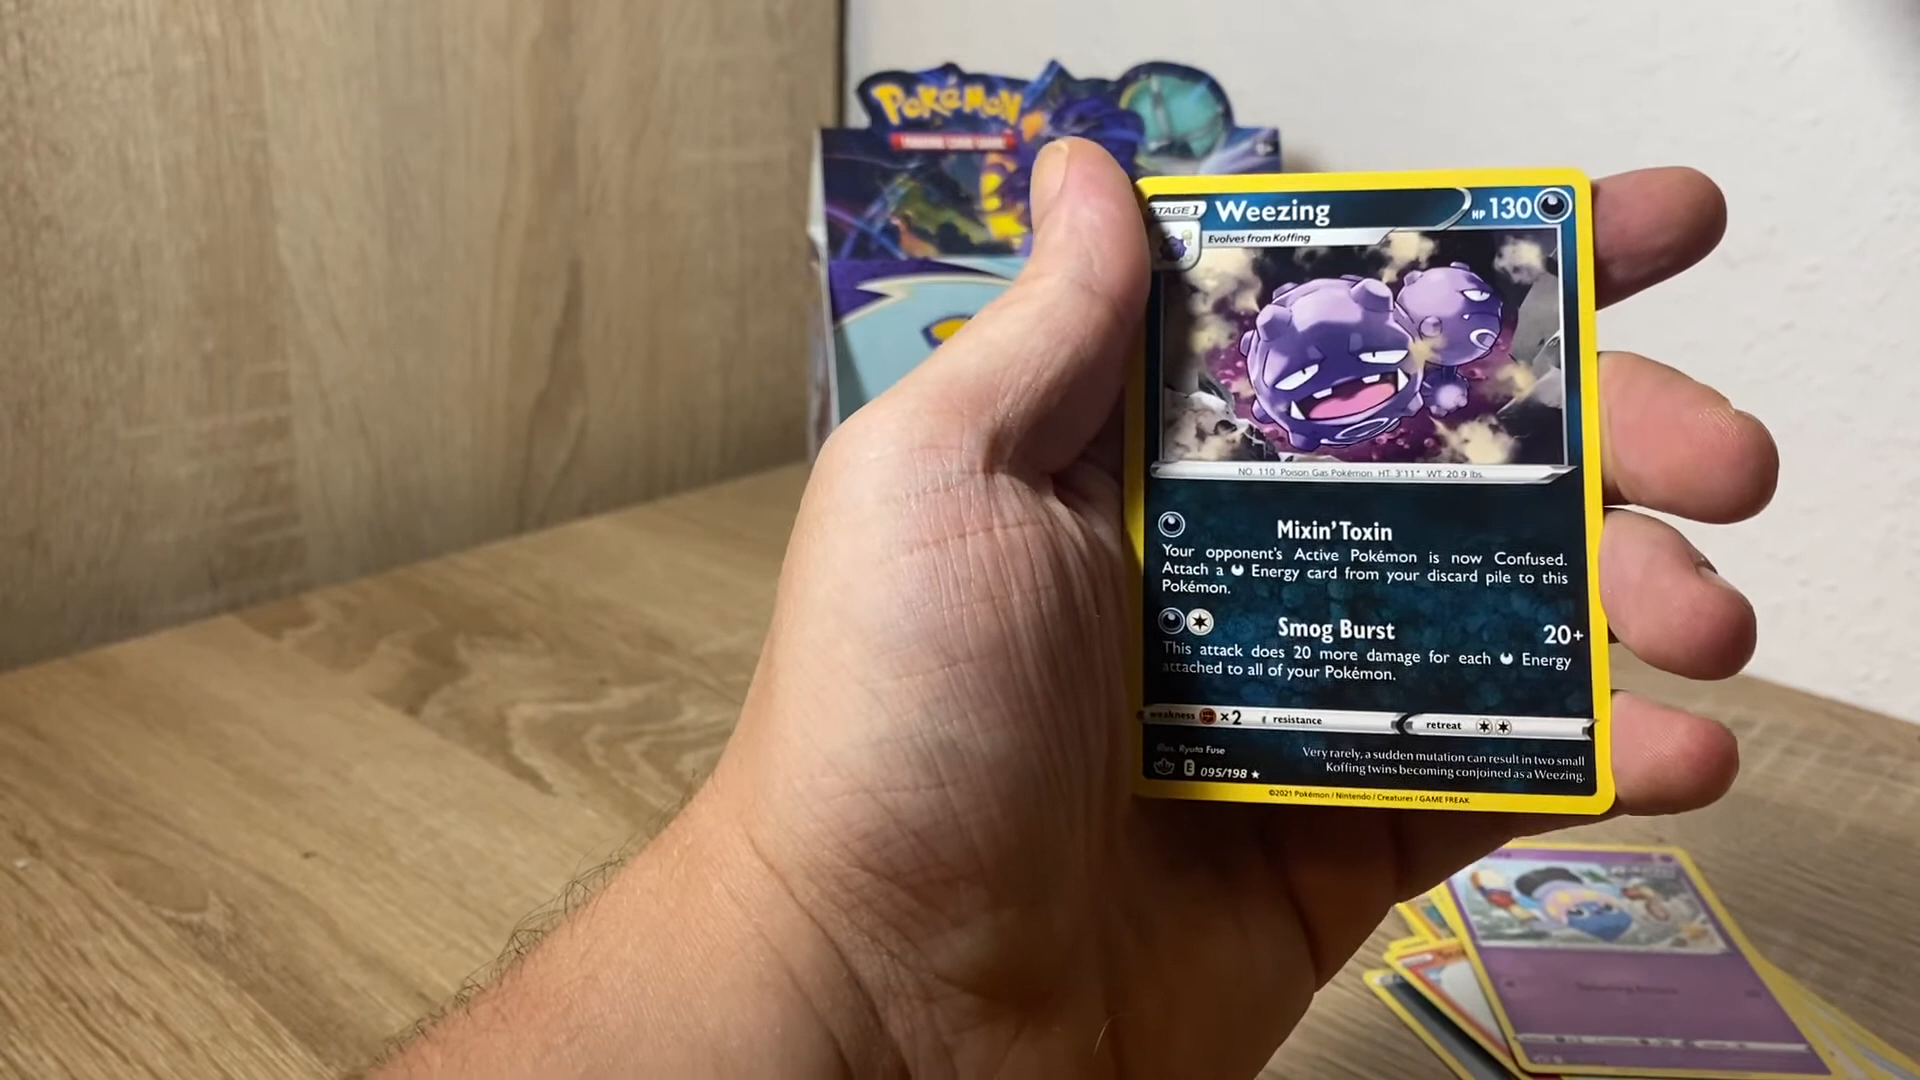 Pokémon
TRADING CARD GAME
STAGE 1
Weezing
HP 130
Evolves from Koffing
NO. 110 Poison Gas Pokémon HT. 3'11" WT. 20.9 lbs.
Mixin' Toxin
Your opponent's Active Pokémon is now Confused.
Attach a Energy card from your discard pile to this
Pokémon.
Smog Burst 20+
This attack does 20 more damage for each Energy
attached to all of your Pokémon.
weakness ×2 resistance retreat
Illus. Ryuta Fuse
Very rarely, a sudden mutation can result in two small
Koffing twins becoming conjoined as a Weezing.
E 095/198 ★
©2021 Pokémon / Nintendo / Creatures / GAME FREAK